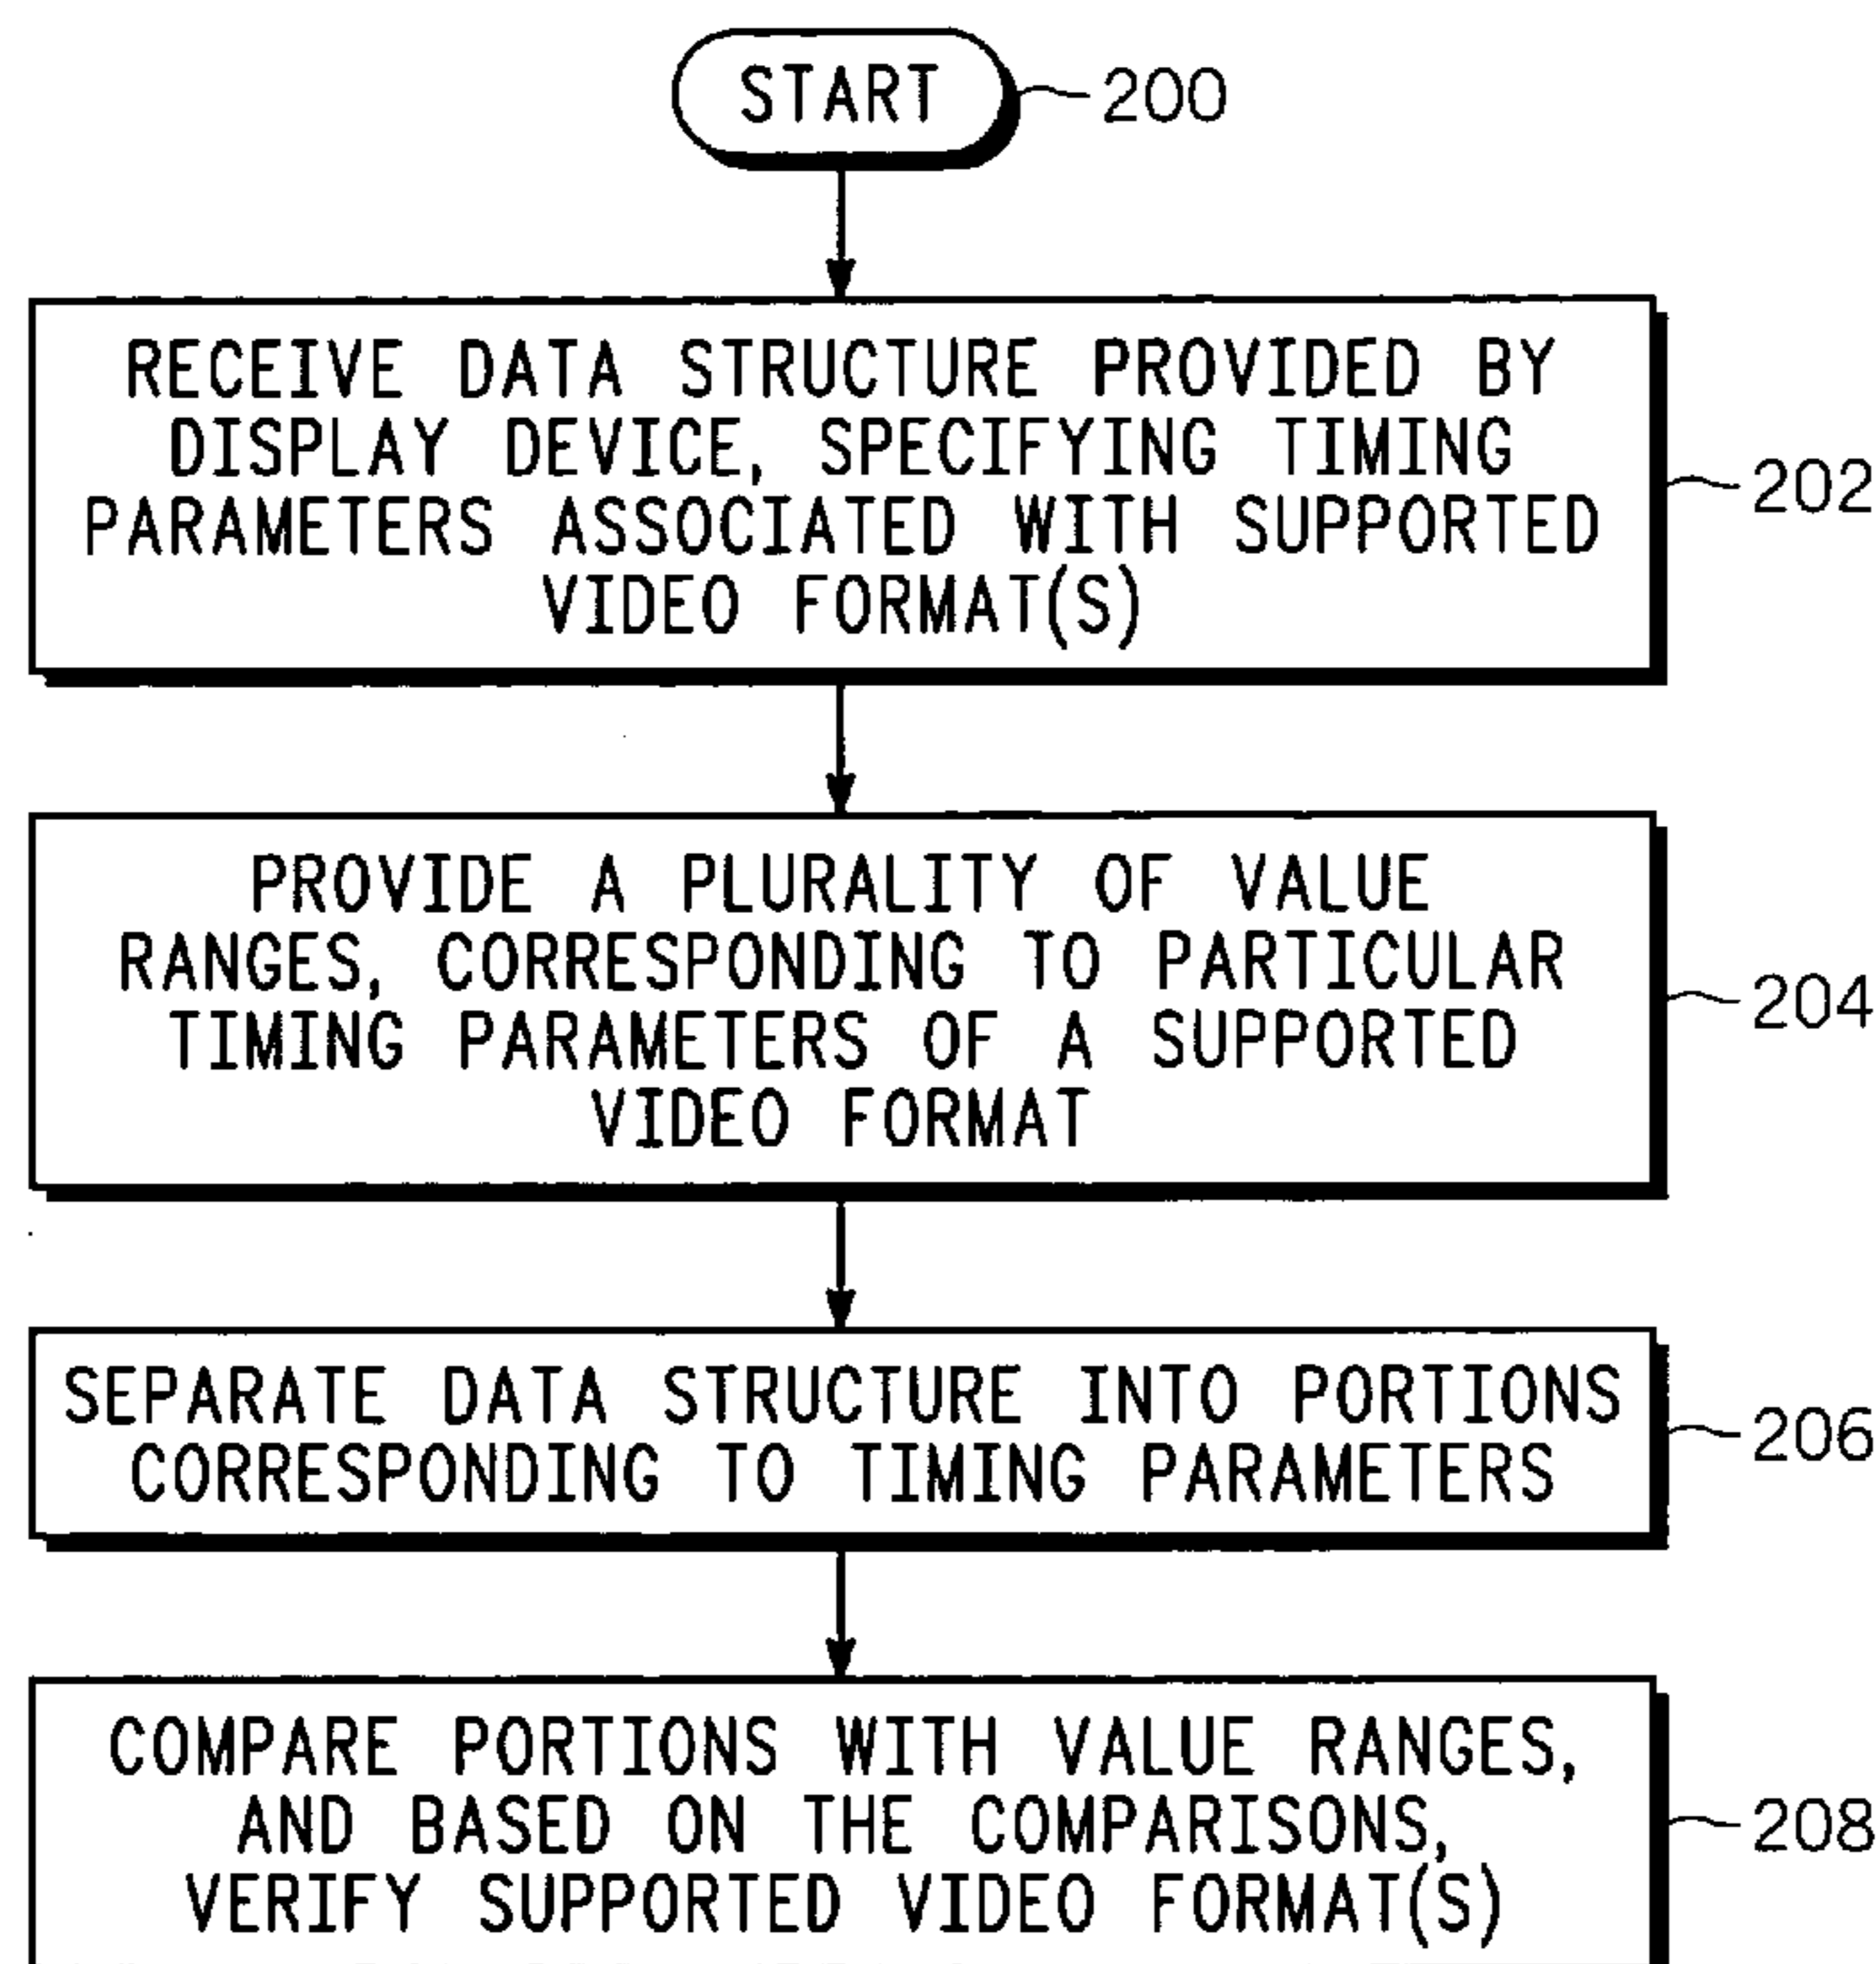 START
200
RECEIVE DATA STRUCTURE PROVIDED BY
DISPLAY DEVICE, SPECIFYING TIMING
PARAMETERS ASSOCIATED WITH SUPPORTED
VIDEO FORMAT(S)
202
PROVIDE A PLURALITY OF VALUE
RANGES, CORRESPONDING TO PARTICULAR
TIMING PARAMETERS OF A SUPPORTED
VIDEO FORMAT
204
SEPARATE DATA STRUCTURE INTO PORTIONS
CORRESPONDING TO TIMING PARAMETERS
206
COMPARE PORTIONS WITH VALUE RANGES,
AND BASED ON THE COMPARISONS,
VERIFY SUPPORTED VIDEO FORMAT(S)
208